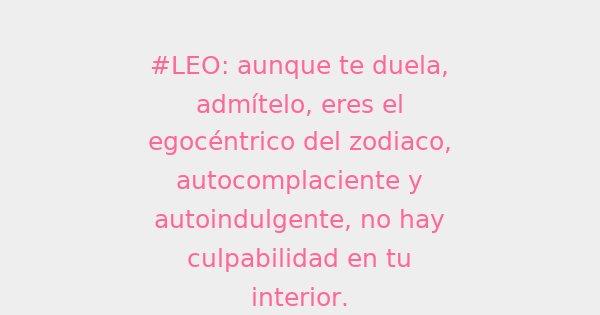 #LEO: aunque te duela,
admítelo, eres el
egocéntrico del zodiaco,
autocomplaciente y
autoindulgente, no hay
culpabilidad en tu
interior.